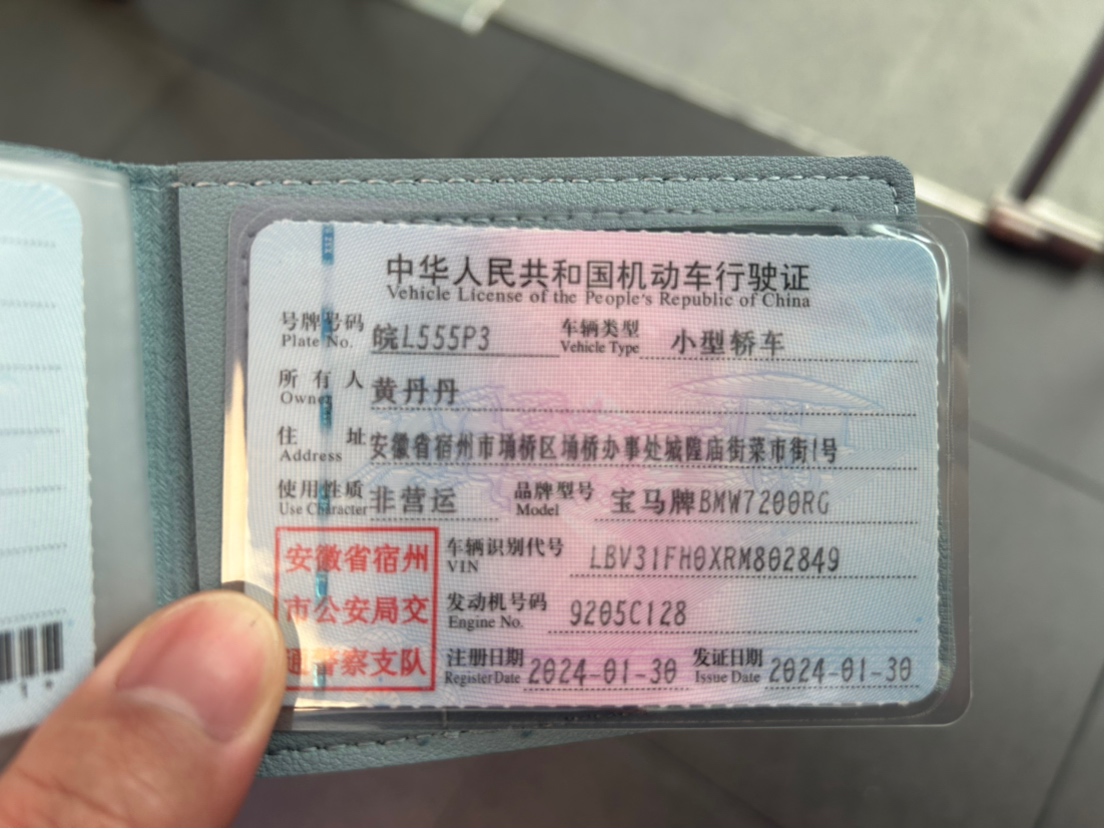 中华人民共和国机动车行驶证
Vehicle License of the People's Republic of China
号牌号码 皖L555P3 车辆类型 小型轿车
Plate No. Vehicle Type
所有人 黄丹丹
Owner
住址 安徽省宿州市埇桥区埇桥办事处城隍庙街菜市街1号
Address
使用性质 非营运 品牌型号 宝马牌BMW7200RG
Use Character Model
安徽省宿州
市公安局交
通警察支队
车辆识别代号 LBV31FH0XRM802849
VIN
发动机号码 9205C128
Engine No.
注册日期 2024-01-30 发证日期 2024-01-30
Register Date Issue Date